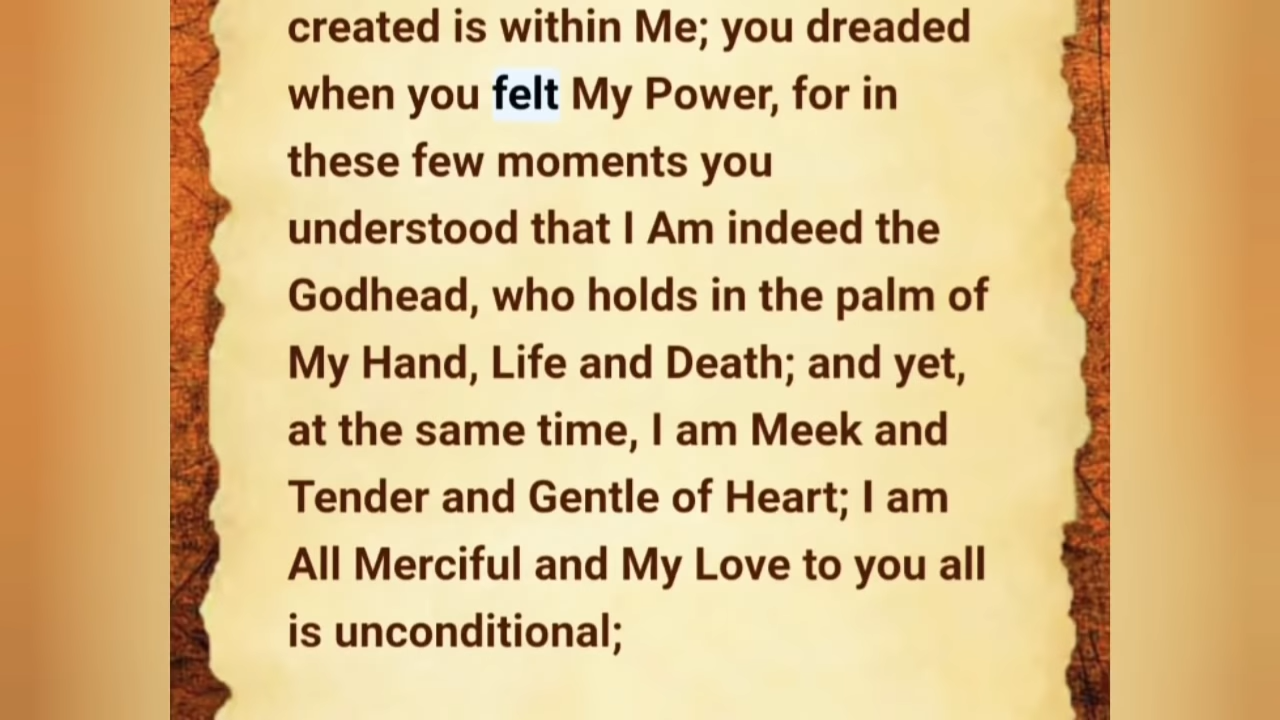 created is within Me; you dreaded
when you felt My Power, for in
these few moments you
understood that I Am indeed the
Godhead, who holds in the palm of
My Hand, Life and Death; and yet,
at the same time, I am Meek and
Tender and Gentle of Heart; I am
All Merciful and My Love to you all
is unconditional;